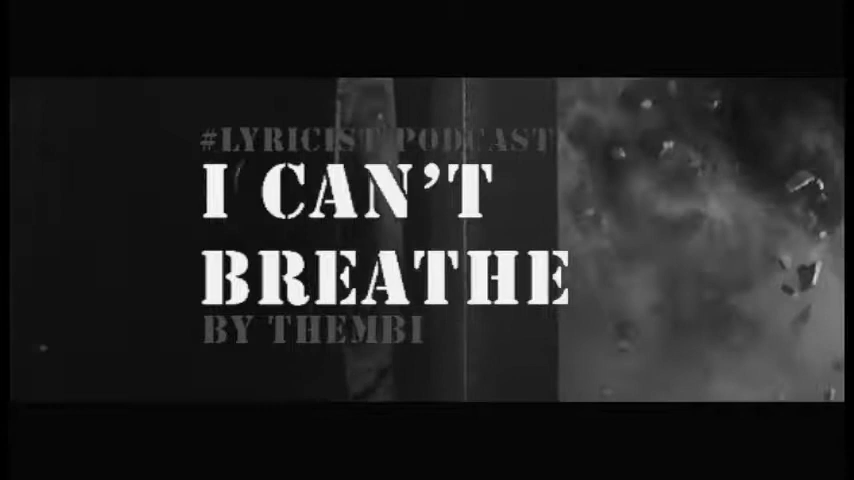 #LYRICIST PODCAST
I CAN’T
BREATHE
BY THEMBI